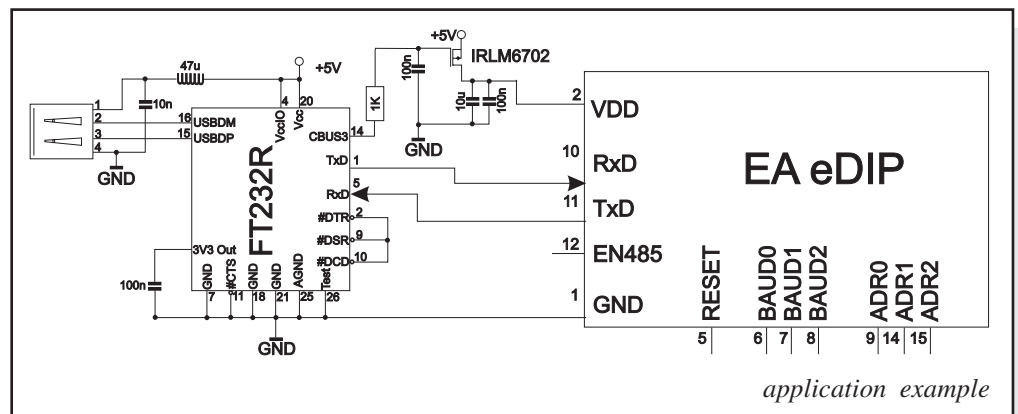 47u
+5V
+5V
IRLM6702
100n
1K
10u
100n
10n
1
2
3
4
GND
16
USBDM
15
USBDP
4
20
VccIO
Vcc
CBUS3
14
GND
TxD
1
RxD
5
#DTR
2
#DSR
9
#DCD
10
FT232R
3V3 Out
100n
GND
#CTS
GND
GND
AGND
Test
7
11
18
21
25
26
GND
2
VDD
10
RxD
11
TxD
12
EN485
1
GND
EA eDIP
RESET
BAUD0
BAUD1
BAUD2
ADR0
ADR1
ADR2
5
6
7
8
9
14
15
application example